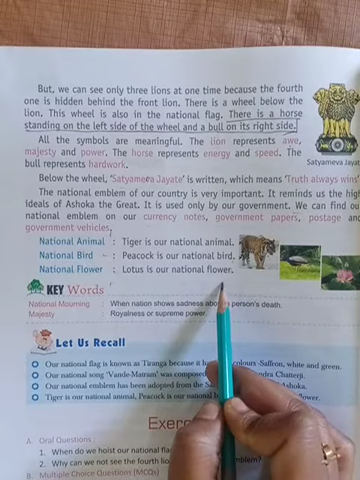 But, we can see only three lions at one time because the fourth
one is hidden behind the front lion. There is a wheel below the
lion. This wheel is also in the national flag. There is a horse
standing on the left side of the wheel and a bull on its right side.
All the symbols are meaningful. The lion represents awe,
majesty and power. The horse represents energy and speed. The
bull represents hardwork.
Satyameva Jayat
Below the wheel, 'Satyameva Jayate' is written, which means 'Truth always wins'
The national emblem of our country is very important. It reminds us the hig
ideals of Ashoka the Great. It is used only by our government. We can find ou
national emblem on our currency notes, government papers, postage and
government vehicles.
National Animal : Tiger is our national animal.
National Bird - : Peacock is our national bird.
National Flower : Lotus is our national flower.
KEY Words
National Mourning : When nation shows sadness person's death.
Majesty : Royalness or supreme power.
Let Us Recall
Our national flag is known as Tiranga because it colours -Saffron, white and green.
Our national song 'Vande-Matram' was Chatterji.
Our national emblem has been adopted from the Ashoka.
Tiger is our national animal, Peacock is our national flower.
A. Oral Questions :
1. When do we hoist our national
2. Why can we not see the fourth
B. Multiple Choice Questions (MCQs)